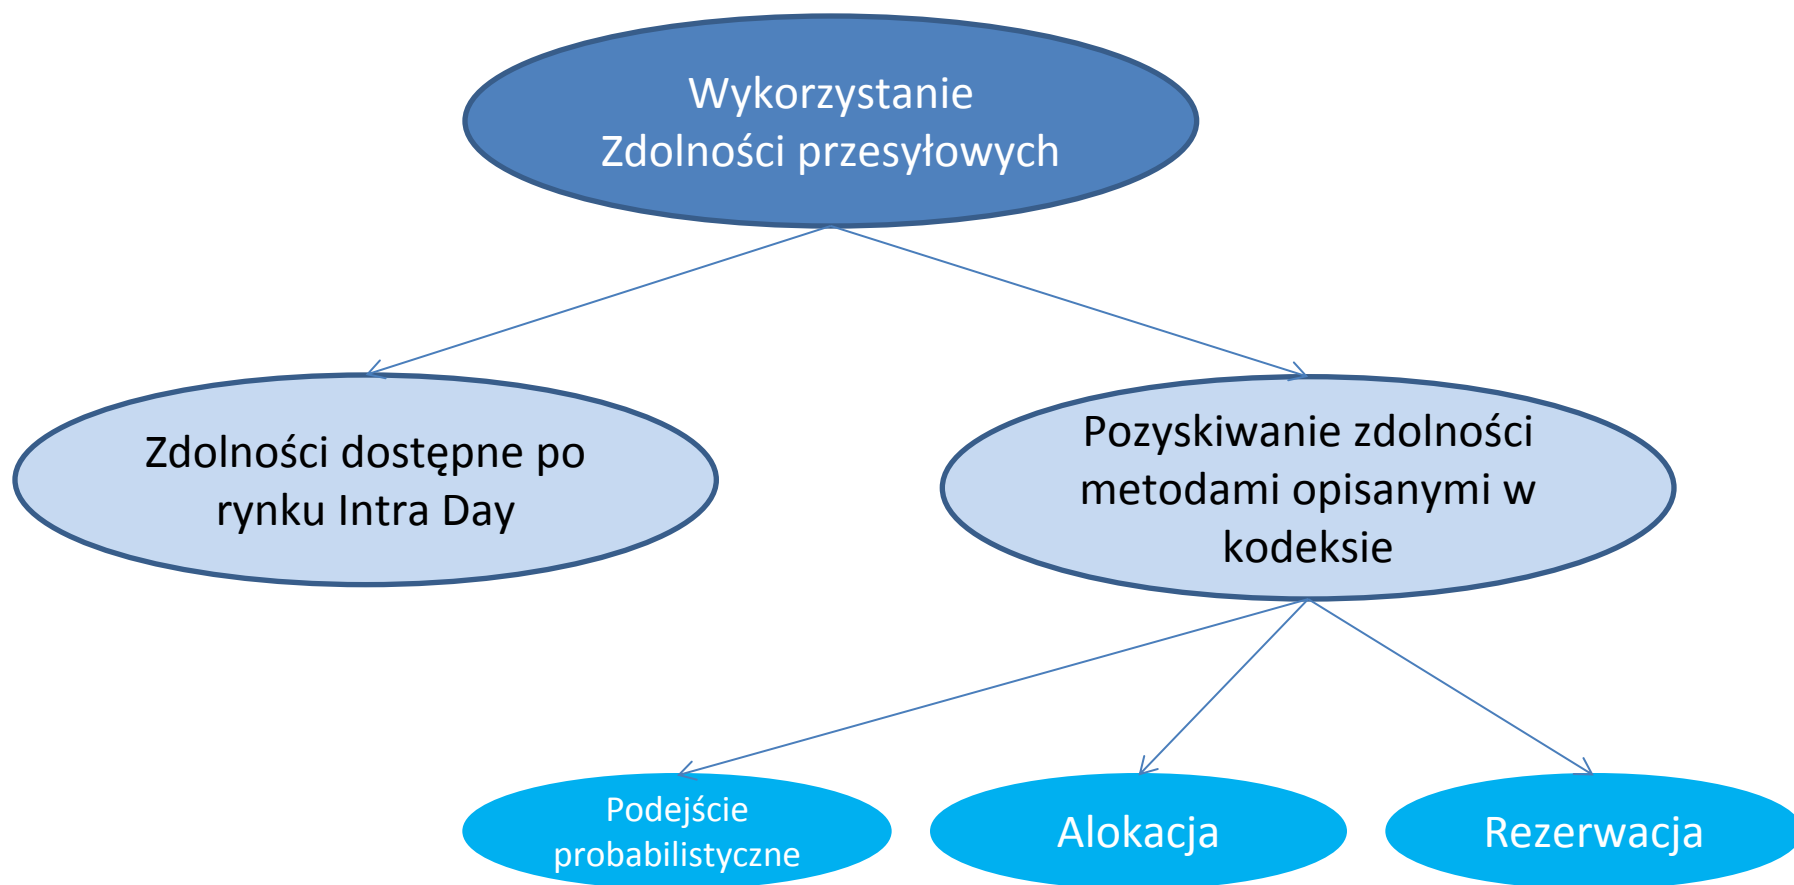 Wykorzystanie
Zdolności przesyłowych
Zdolności dostępne po
rynku Intra Day
Pozyskiwanie zdolności
metodami opisanymi w
kodeksie
Podejście
probabilistyczne
Alokacja
Rezerwacja